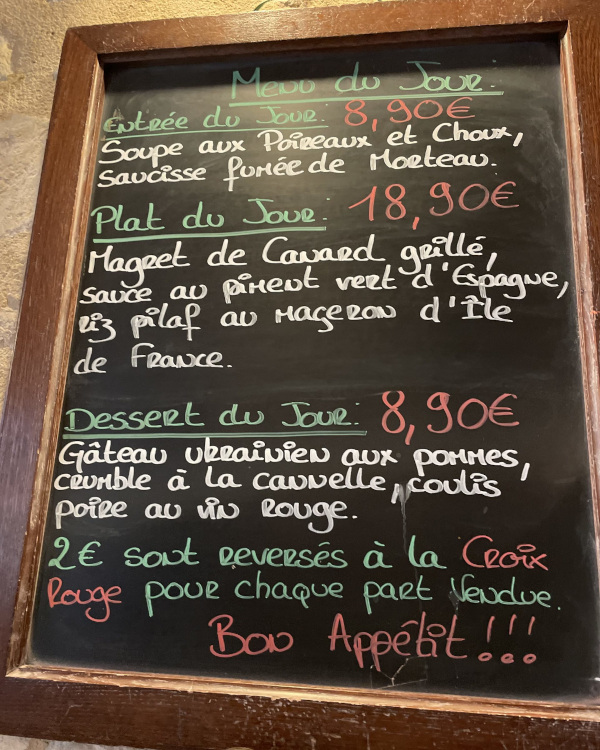 Menu du Jour.
Entrée du Jour: 8,90€
Soupe aux Poireaux et Choux,
saucisse fumée de Morteau.
Plat du Jour: 18,90€
Magret de Canard grillé,
sauce au piment vert d'Espagne,
riz pilaf au mageron d'Île
de France.
Dessert du Jour: 8,90€
Gâteau ukrainien aux pommes,
crumble à la cannelle, coulis
poire au vin rouge.
2€ sont reversés à la Croix
Rouge pour chaque part Vendue.
Bon Appétit!!!